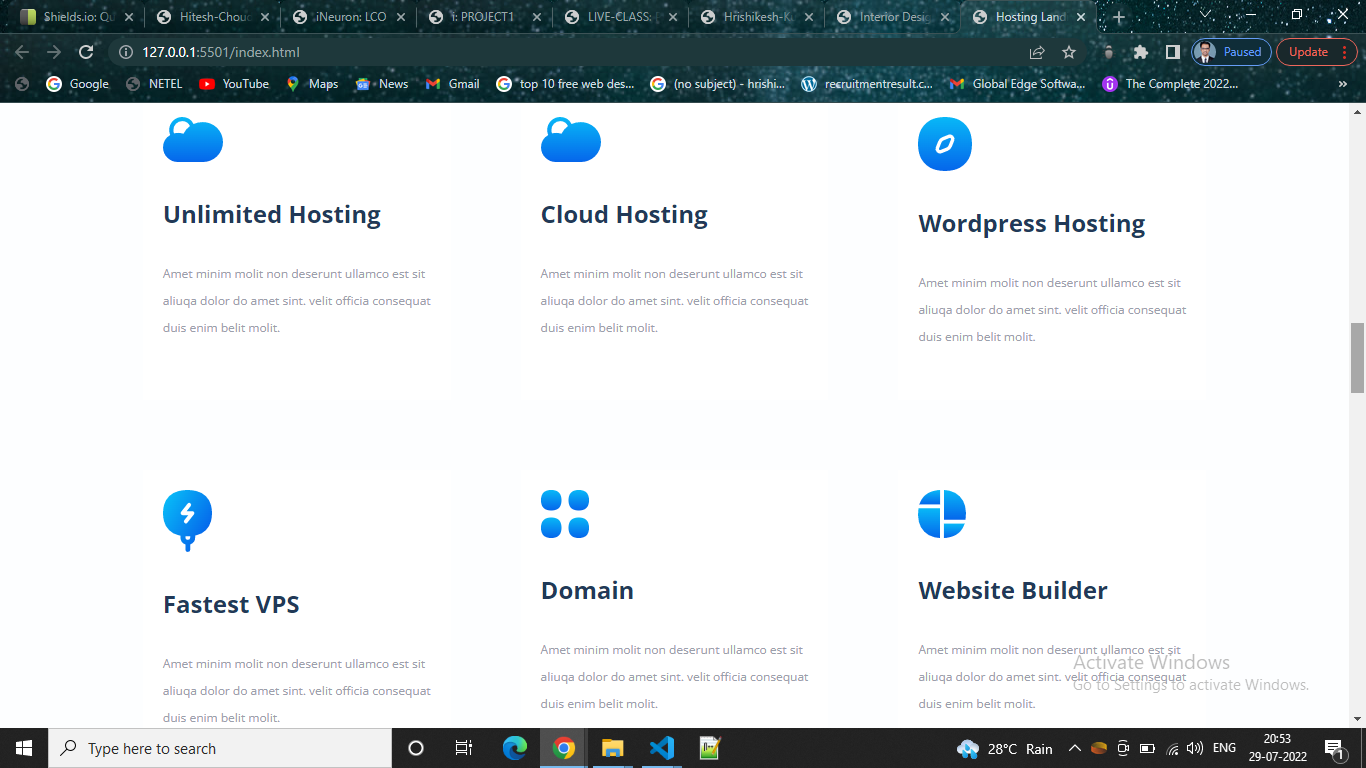 Shields.io: Qu
Hitesh-Chouc
iNeuron: LCO
i: PROJECT1
LIVE-CLASS:
Hrishikesh-Ku
Interior Desig
Hosting Land
127.0.0.1:5501/index.html
Paused
Update
Google
NETEL
YouTube
Maps
News
Gmail
top 10 free web des...
(no subject) - hrishi...
recruitmentresult.c...
Global Edge Softwa...
The Complete 2022...
»
Unlimited Hosting
Amet minim molit non deserunt ullamco est sit
aliuqa dolor do amet sint. velit officia consequat
duis enim belit molit.
Cloud Hosting
Amet minim molit non deserunt ullamco est sit
aliuqa dolor do amet sint. velit officia consequat
duis enim belit molit.
Wordpress Hosting
Amet minim molit non deserunt ullamco est sit
aliuqa dolor do amet sint. velit officia consequat
duis enim belit molit.
Fastest VPS
Amet minim molit non deserunt ullamco est sit
aliuqa dolor do amet sint. velit officia consequat
duis enim belit molit.
Domain
Amet minim molit non deserunt ullamco est sit
aliuqa dolor do amet sint. velit officia consequat
duis enim belit molit.
Website Builder
Amet minim molit non deserunt ullamco est sit
aliuqa dolor do amet sint. velit officia consequat
duis enim belit molit.
Activate Windows
Go to Settings to activate Windows.
Type here to search
28°C Rain
ENG
20:53
29-07-2022
1